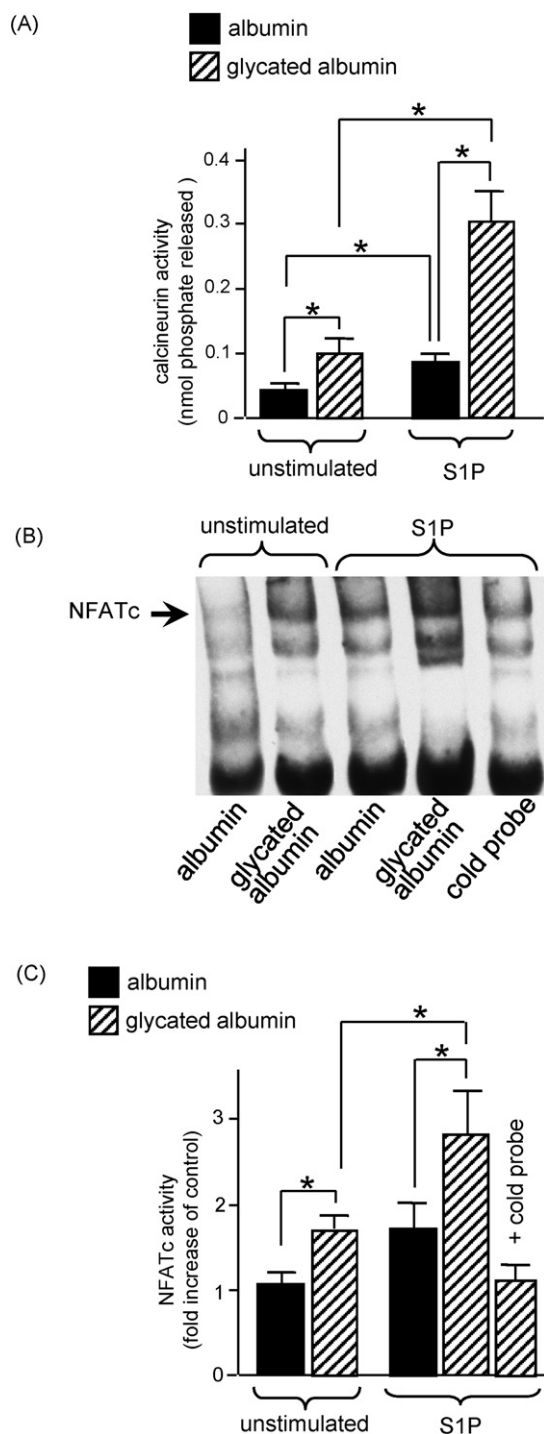 (A)
albumin
glycated albumin
*
*
*
*
0.4
0.3
0.2
0.1
0
calcineurin activity
(nmol phosphate released )
unstimulated
S1P
(B)
unstimulated
S1P
NFATc
albumin
glycated
albumin
albumin
glycated
albumin
cold probe
(C)
albumin
glycated albumin
*
*
*
+ cold probe
3
2
1
0
NFATc activity
(fold increase of control)
unstimulated
S1P